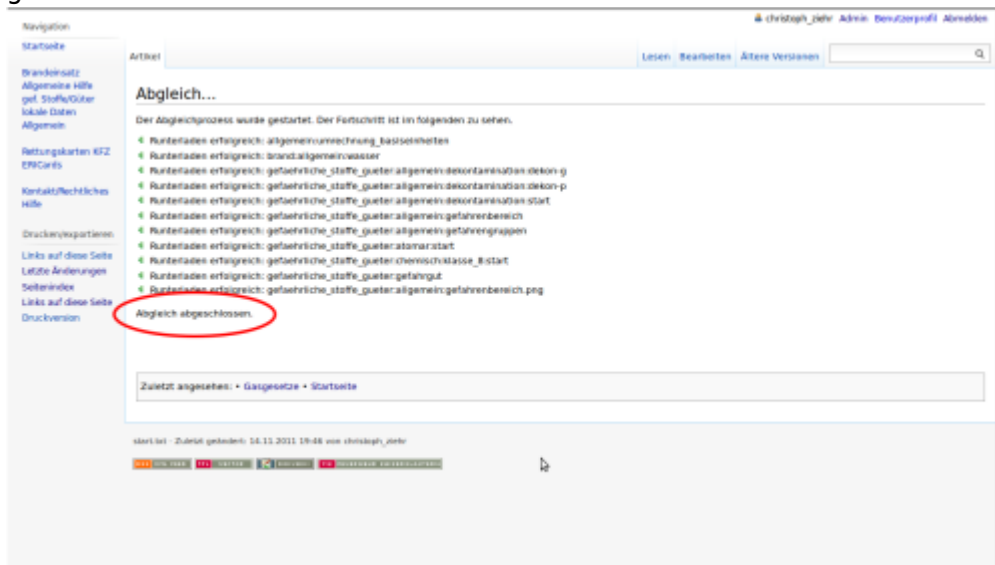 g
christoph_ziehr Admin Benutzerprofil Abmelden
Navigation
Startseite
Brandeinsatz
Allgemeine Hilfe
gef. Stoffe/Güter
lokale Daten
Allgemein
Rettungskarten KFZ
ERICards
Kontakt/Rechtliches
Hilfe
Drucken/exportieren
Links auf diese Seite
Letzte Änderungen
Seitenindex
Links auf diese Seite
Druckversion
Artikel
Lesen Bearbeiten Ältere Versionen
Abgleich...
Der Abgleichprozess wurde gestartet. Der Fortschritt ist im folgenden zu sehen.
Runterladen erfolgreich: allgemein:umrechnung_basiseinheiten
Runterladen erfolgreich: brand:allgemein:wasser
Runterladen erfolgreich: gefaehrliche_stoffe_gueter:allgemein:dekontamination:dekon-g
Runterladen erfolgreich: gefaehrliche_stoffe_gueter:allgemein:dekontamination:dekon-p
Runterladen erfolgreich: gefaehrliche_stoffe_gueter:allgemein:dekontamination:start
Runterladen erfolgreich: gefaehrliche_stoffe_gueter:allgemein:gefahrenbereich
Runterladen erfolgreich: gefaehrliche_stoffe_gueter:allgemein:gefahrengruppen
Runterladen erfolgreich: gefaehrliche_stoffe_gueter:atomar:start
Runterladen erfolgreich: gefaehrliche_stoffe_gueter:chemisch:klasse_8:start
Runterladen erfolgreich: gefaehrliche_stoffe_gueter:gefahrgut
Runterladen erfolgreich: gefaehrliche_stoffe_gueter:allgemein:gefahrenbereich.png
Abgleich abgeschlossen.
Zuletzt angesehen: • Gasgesetze • Startseite
start.txt · Zuletzt geändert: 14.11.2011 19:46 von christoph_ziehr